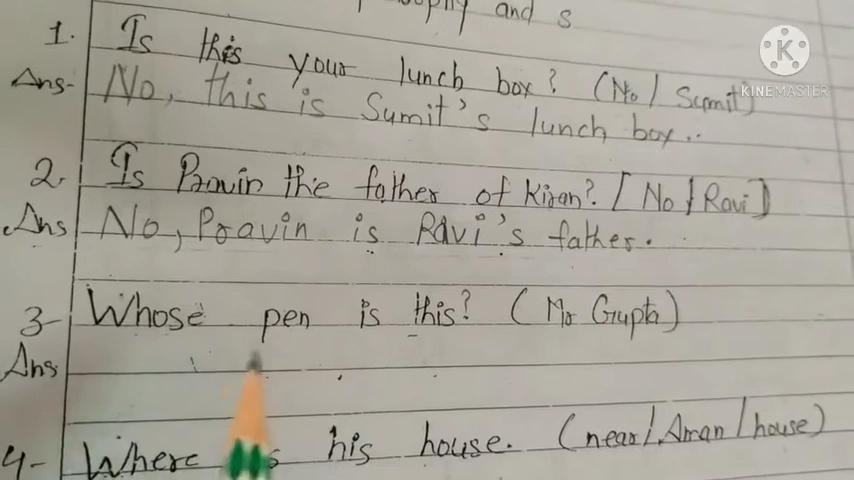 and s
1. Is this your lunch box? (No / Sumit)
Ans- No, this is Sumit's lunch box..
2. Is Pravin the father of Kiran? [No / Ravi]
Ans No, Pravin is Ravi's father.
3- Whose pen is this? (Mr Gupta)
Ans
4- Where his house. (near / Aman / house)
KINEMASTER